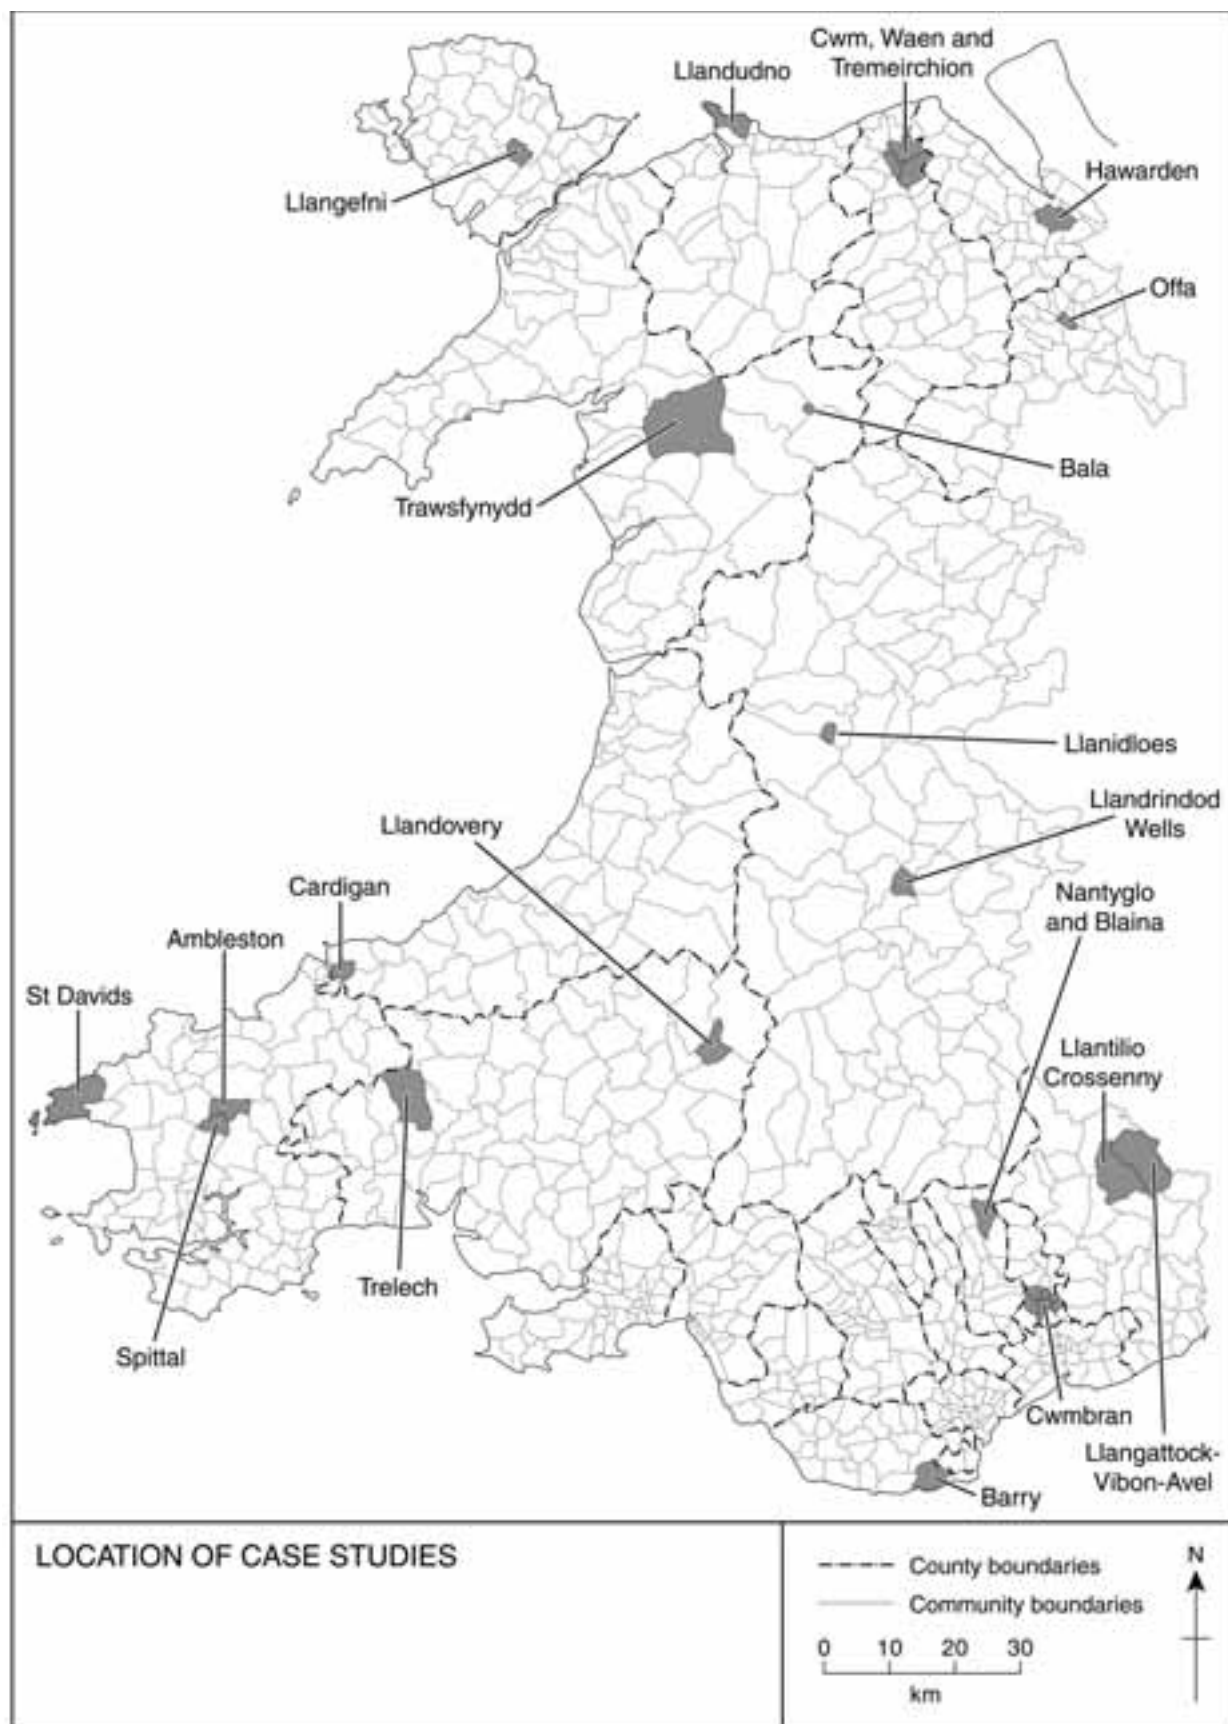 Cwm, Waen and
Tremeirchion
Llandudno
Hawarden
Llangefni
Offa
Bala
Trawsfynydd
Llanidloes
Llandrindod
Wells
Llandovery
Cardigan
Nantyglo
and Blaina
Ambleston
St Davids
Llantilio
Crossenny
Trelech
Spittal
Cwmbran
Llangattock-
Vibon-Avel
Barry
LOCATION OF CASE STUDIES
County boundaries
Community boundaries
N
0 10 20 30
km